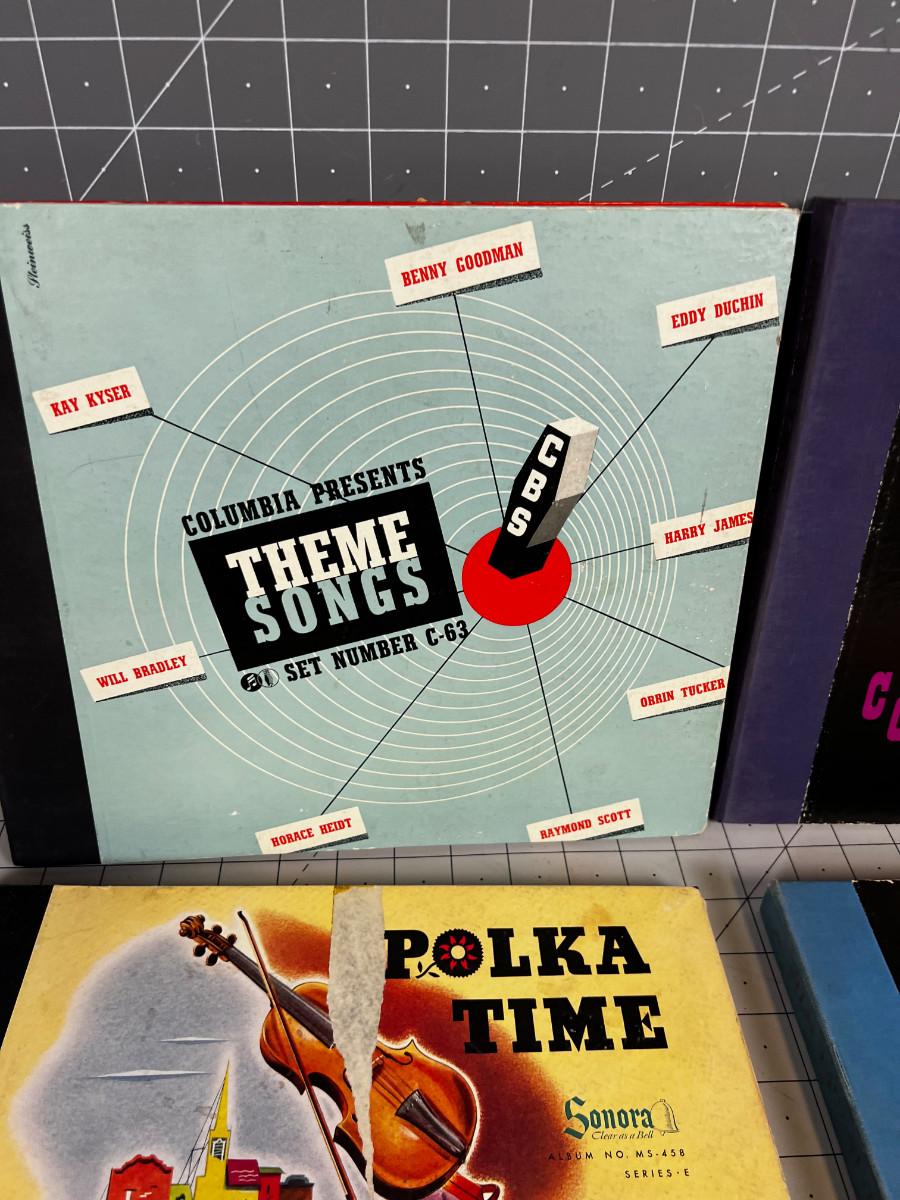 Steinweiss
BENNY GOODMAN
EDDY DUCHIN
KAY KYSER
CBS
COLUMBIA PRESENTS
THEME
SONGS
SET NUMBER C-63
HARRY JAMES
WILL BRADLEY
ORRIN TUCKER
HORACE HEIDT
RAYMOND SCOTT
POLKA
TIME
Sonora
Clear as a Bell
ALBUM NO. MS-458
SERIES·E